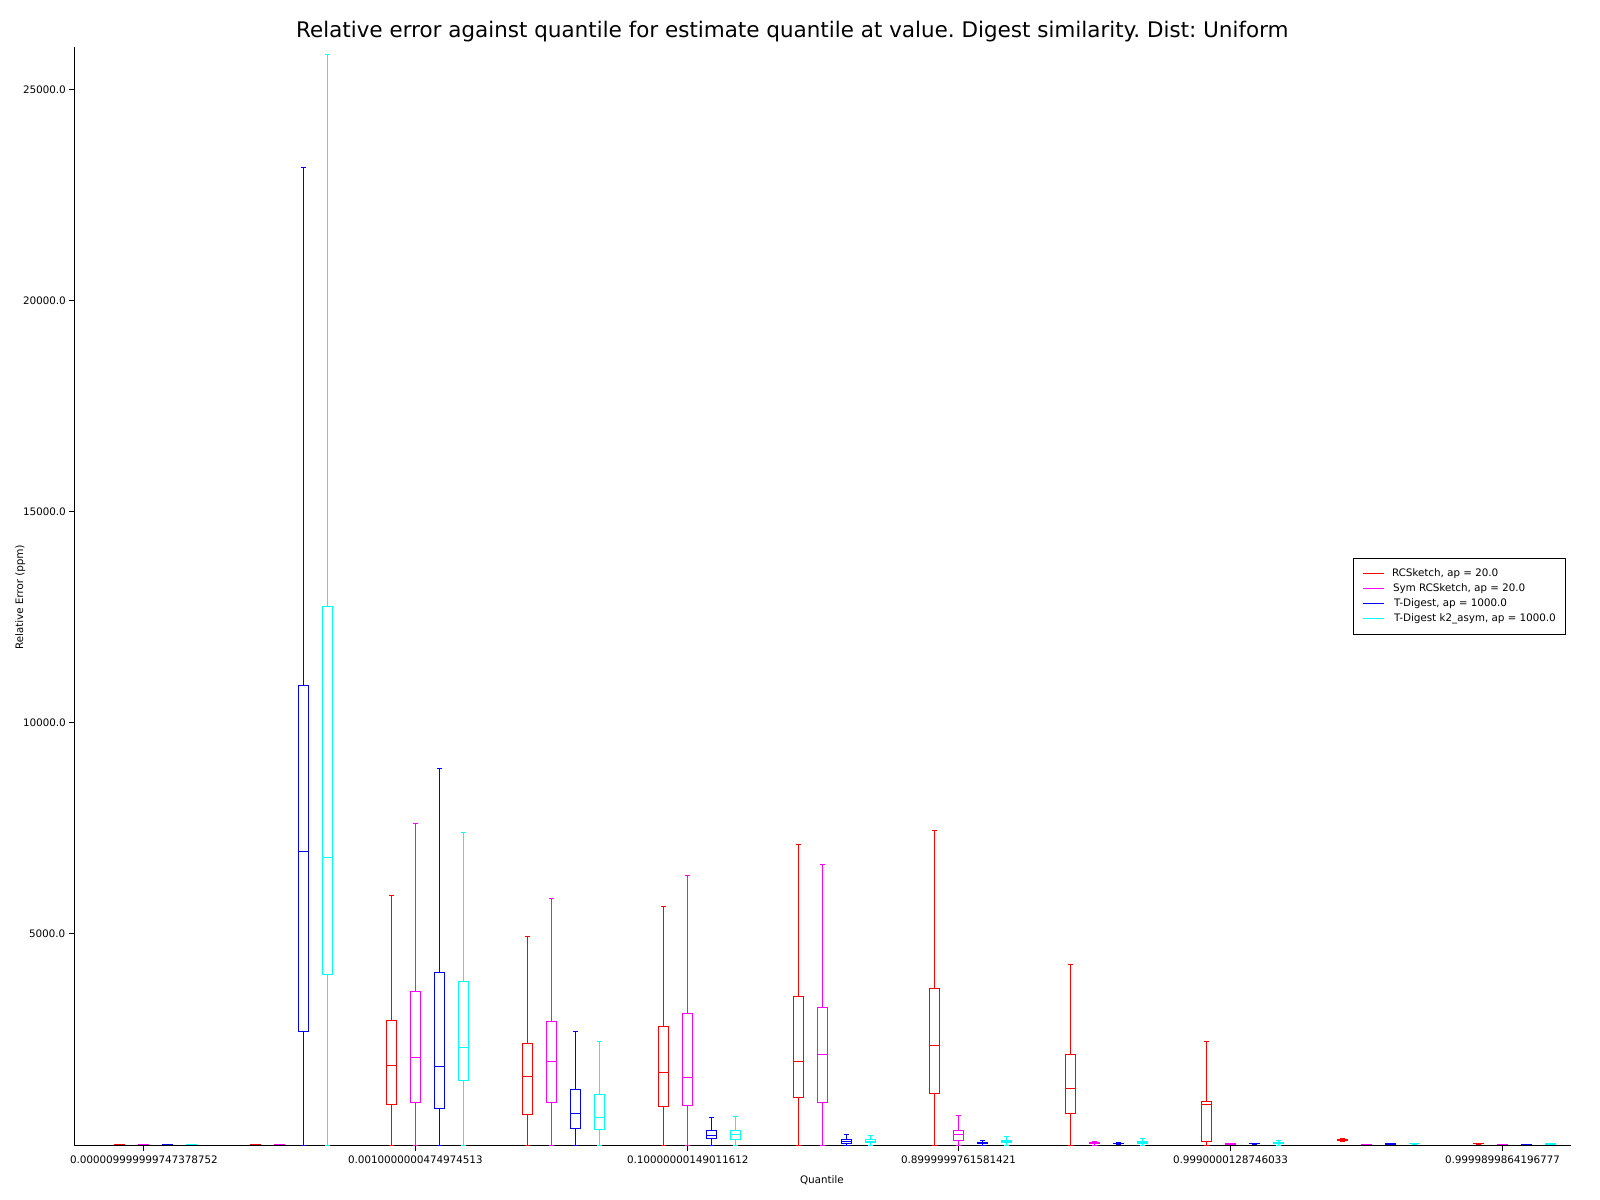 Relative error against quantile for estimate quantile at value. Digest similarity. Dist: Uniform
25000.0
20000.0
15000.0
10000.0
5000.0
Relative Error (ppm)
RCSketch, ap = 20.0
Sym RCSketch, ap = 20.0
T-Digest, ap = 1000.0
T-Digest k2_asym, ap = 1000.0
0.0000099999999747378752 0.0010000000474974513 0.10000000149011612 0.8999999761581421 0.9990000128746033 0.9999899864196777
Quantile